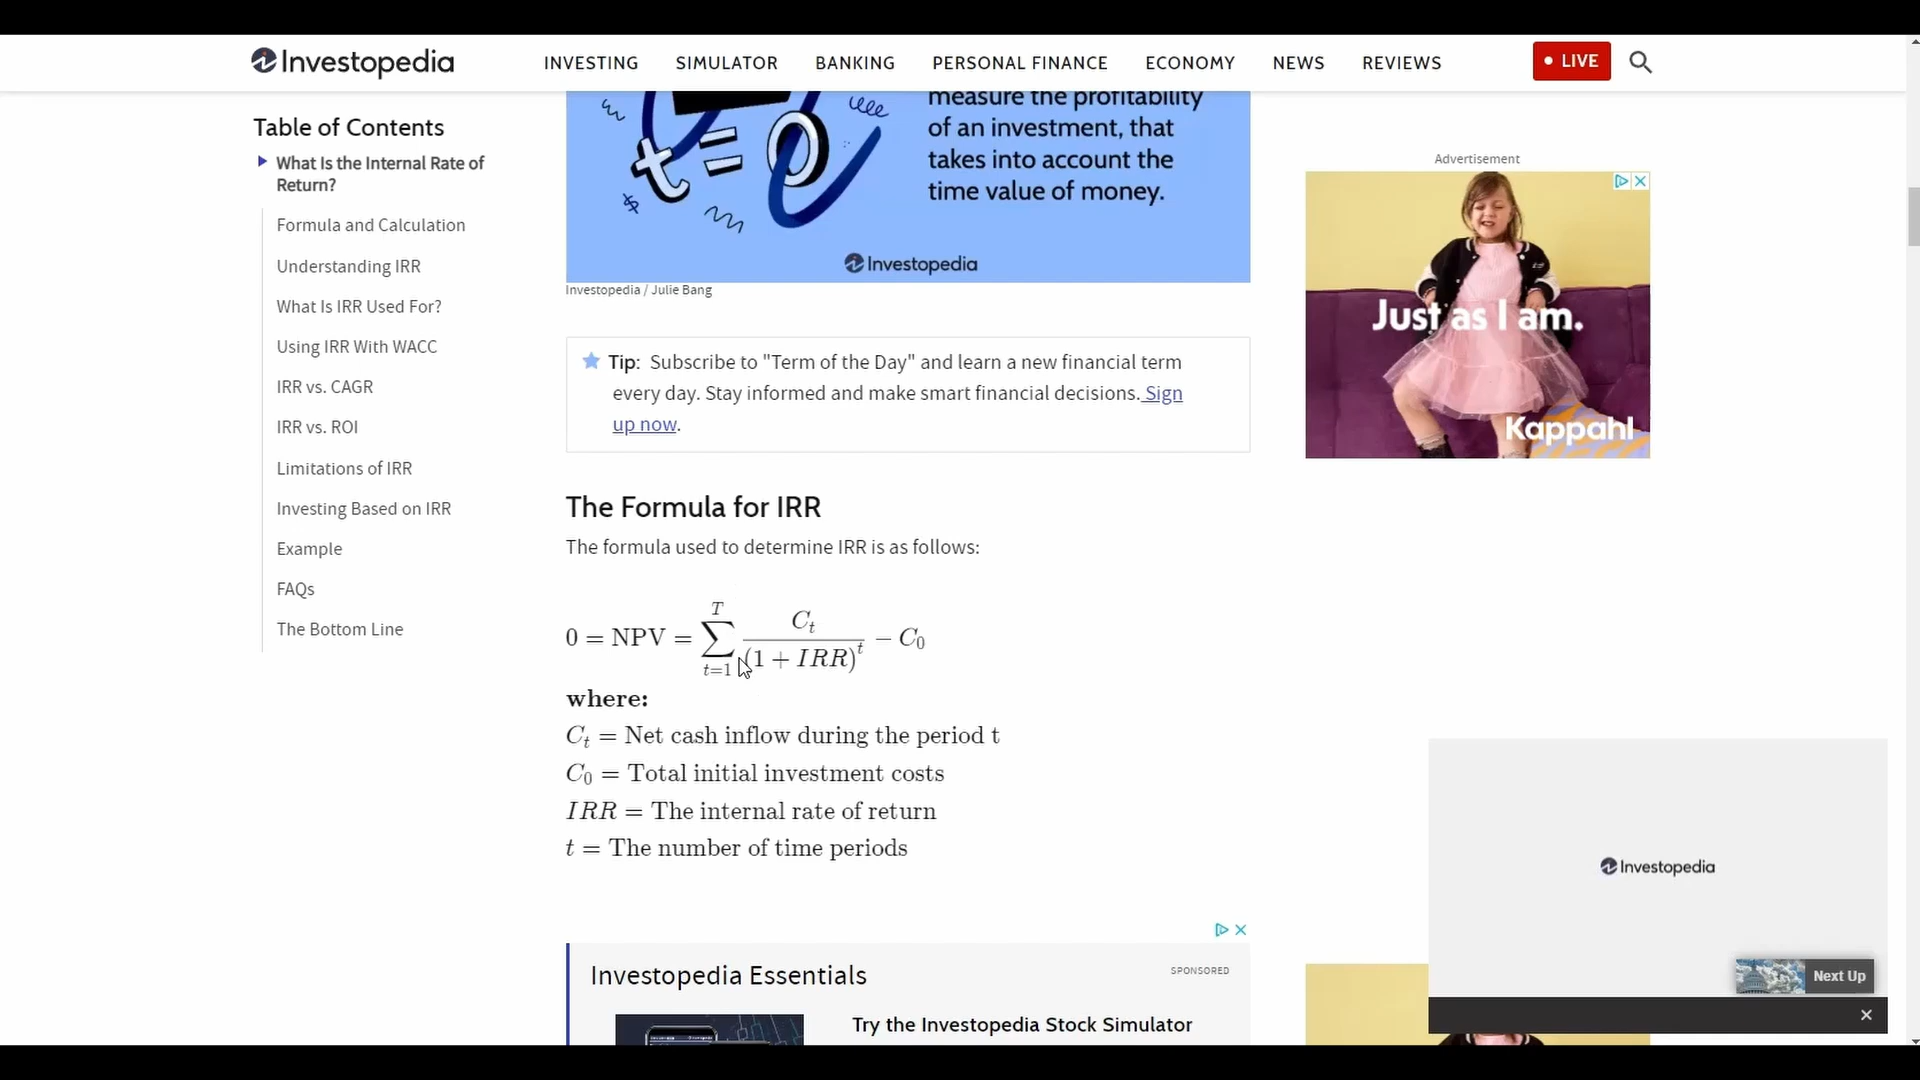 Investopedia
INVESTING SIMULATOR BANKING PERSONAL FINANCE ECONOMY NEWS REVIEWS
LIVE
Table of Contents
What Is the Internal Rate of
Return?
Formula and Calculation
Understanding IRR
What Is IRR Used For?
Using IRR With WACC
IRR vs. CAGR
IRR vs. ROI
Limitations of IRR
Investing Based on IRR
Example
FAQs
The Bottom Line
t=0
measure the profitability
of an investment, that
takes into account the
time value of money.
Investopedia
Investopedia / Julie Bang
Tip: Subscribe to "Term of the Day" and learn a new financial term
every day. Stay informed and make smart financial decisions. Sign
up now.
The Formula for IRR
The formula used to determine IRR is as follows:
0 = NPV = ∑_{t=1}^{T} C_t / (1 + IRR)^t − C_0
where:
C_t = Net cash inflow during the period t
C_0 = Total initial investment costs
IRR = The internal rate of return
t = The number of time periods
Investopedia Essentials
SPONSORED
Try the Investopedia Stock Simulator
Advertisement
Just as I am.
Kappahl
Investopedia
Next Up